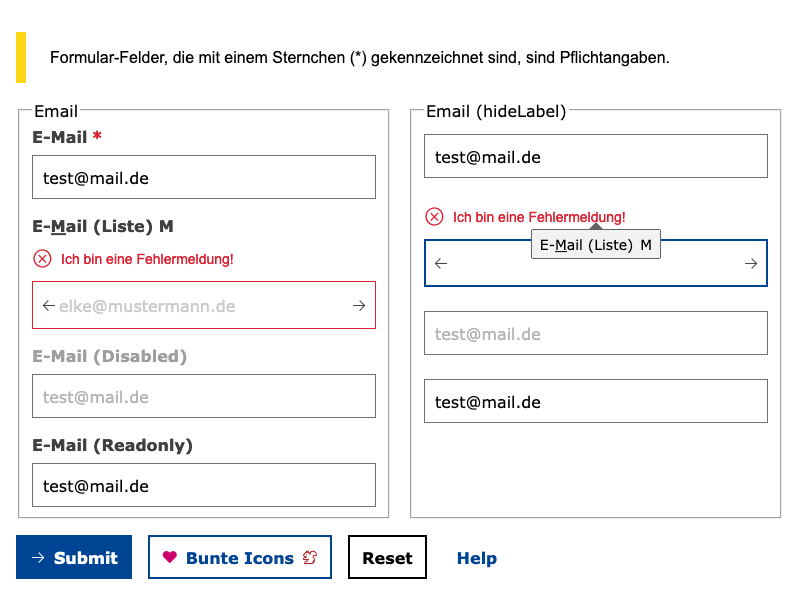 Formular-Felder, die mit einem Sternchen (*) gekennzeichnet sind, sind Pflichtangaben.
Email
E-Mail *
test@mail.de
E-Mail (Liste) M
Ich bin eine Fehlermeldung!
elke@mustermann.de
E-Mail (Disabled)
test@mail.de
E-Mail (Readonly)
test@mail.de
Email (hideLabel)
test@mail.de
Ich bin eine Fehlermeldung!
E-Mail (Liste) M
test@mail.de
test@mail.de
Submit
Bunte Icons
Reset
Help